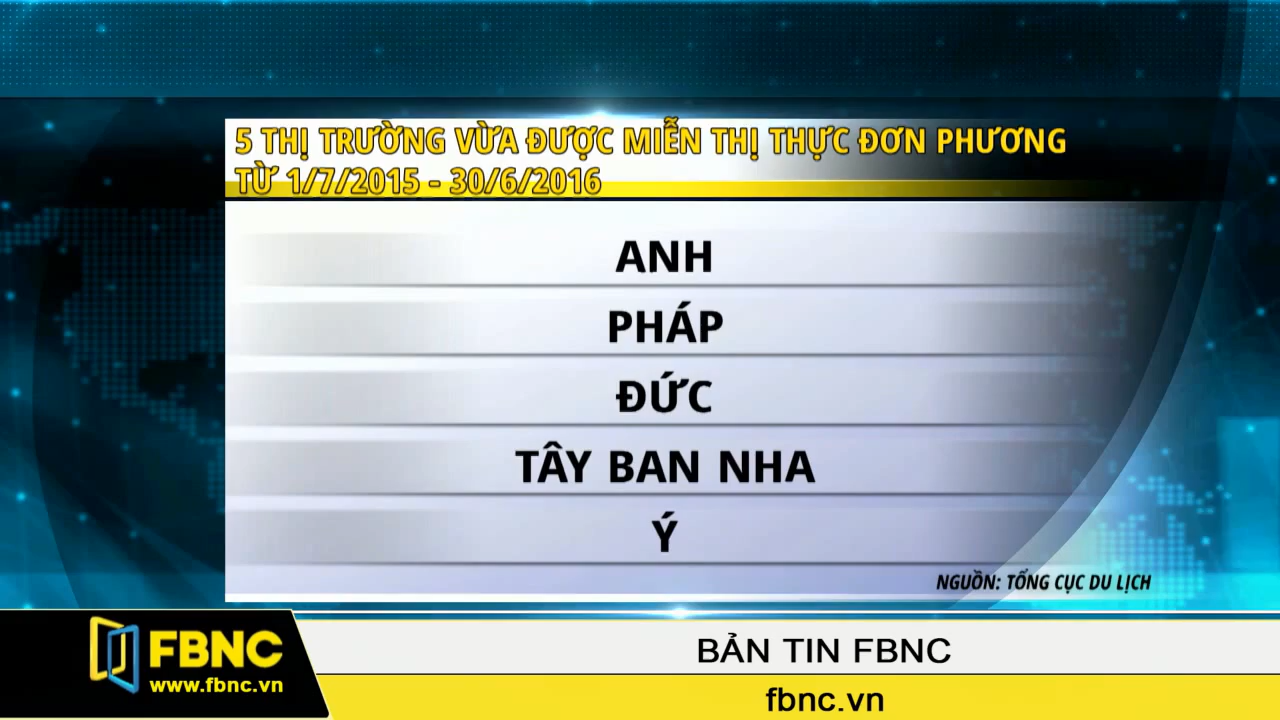 5 THỊ TRƯỜNG VỪA ĐƯỢC MIỄN THỊ THỰC ĐƠN PHƯƠNG
TỪ 1/7/2015 - 30/6/2016
ANH
PHÁP
ĐỨC
TÂY BAN NHA
Ý
NGUỒN: TỔNG CỤC DU LỊCH
FBNC
www.fbnc.vn
BẢN TIN FBNC
fbnc.vn